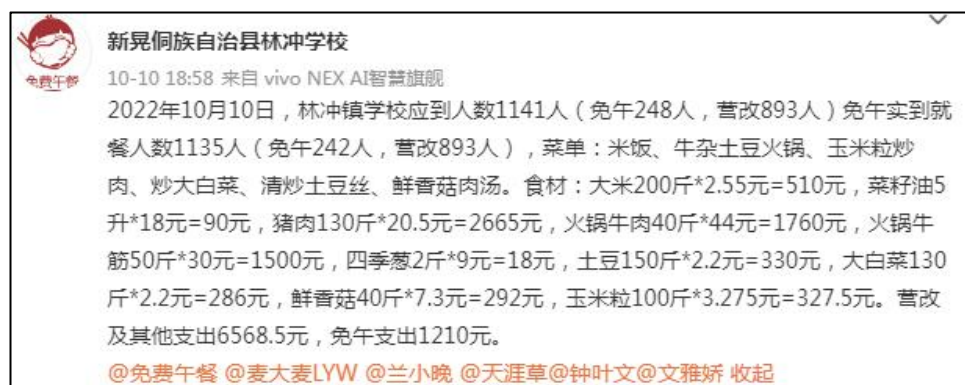 新晃侗族自治县林冲学校
免费午餐
10-10 18:58 来自 vivo NEX AI智慧旗舰
2022年10月10日，林冲镇学校应到人数1141人（免午248人，营改893人）免午实到就
餐人数1135人（免午242人，营改893人），菜单：米饭、牛杂土豆火锅、玉米粒炒
肉、炒大白菜、清炒土豆丝、鲜香菇肉汤。食材：大米200斤*2.55元=510元，菜籽油5
升*18元=90元，猪肉130斤*20.5元=2665元，火锅牛肉40斤*44元=1760元，火锅牛
筋50斤*30元=1500元，四季葱2斤*9元=18元，土豆150斤*2.2元=330元，大白菜130
斤*2.2元=286元，鲜香菇40斤*7.3元=292元，玉米粒100斤*3.275元=327.5元。营改
及其他支出6568.5元，免午支出1210元。
@免费午餐 @麦大麦LYW @兰小晚 @天涯草@钟叶文@文雅娇 收起